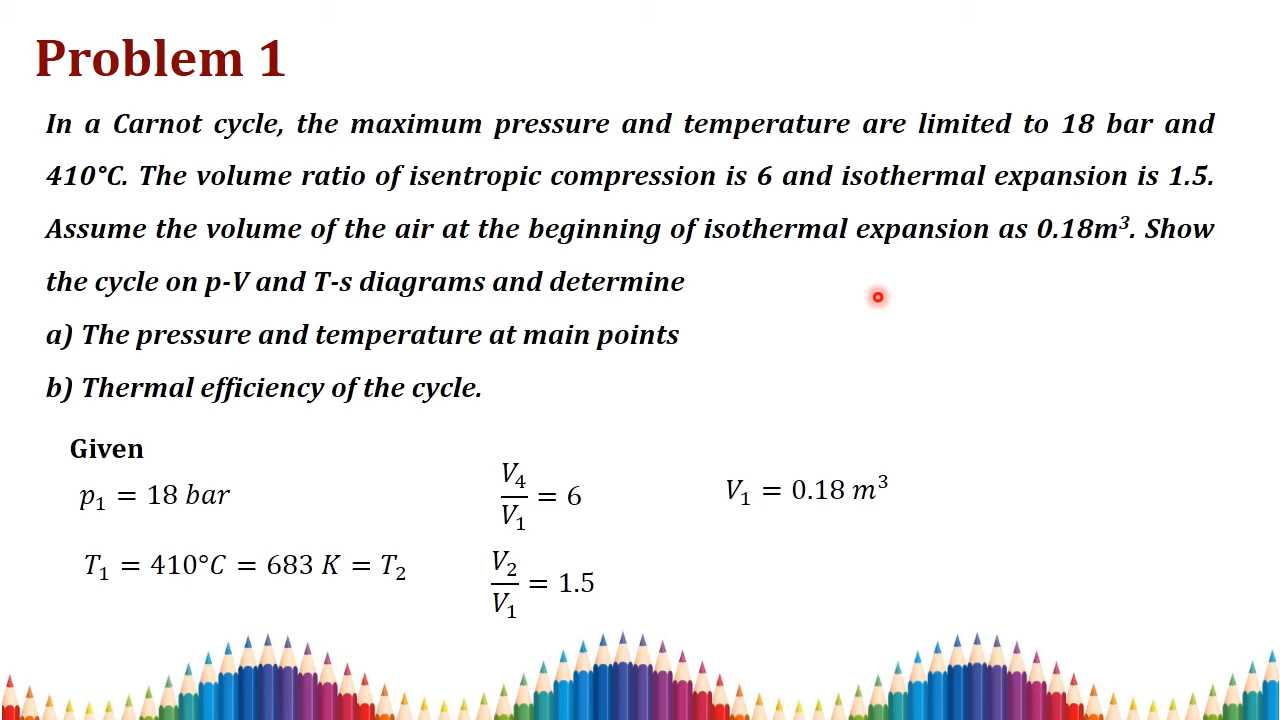 Problem 1
In a Carnot cycle, the maximum pressure and temperature are limited to 18 bar and
410°C. The volume ratio of isentropic compression is 6 and isothermal expansion is 1.5.
Assume the volume of the air at the beginning of isothermal expansion as 0.18m³. Show
the cycle on p-V and T-s diagrams and determine
a) The pressure and temperature at main points
b) Thermal efficiency of the cycle.
Given
p₁ = 18 bar
V₄/V₁ = 6
V₁ = 0.18 m³
T₁ = 410°C = 683 K = T₂
V₂/V₁ = 1.5